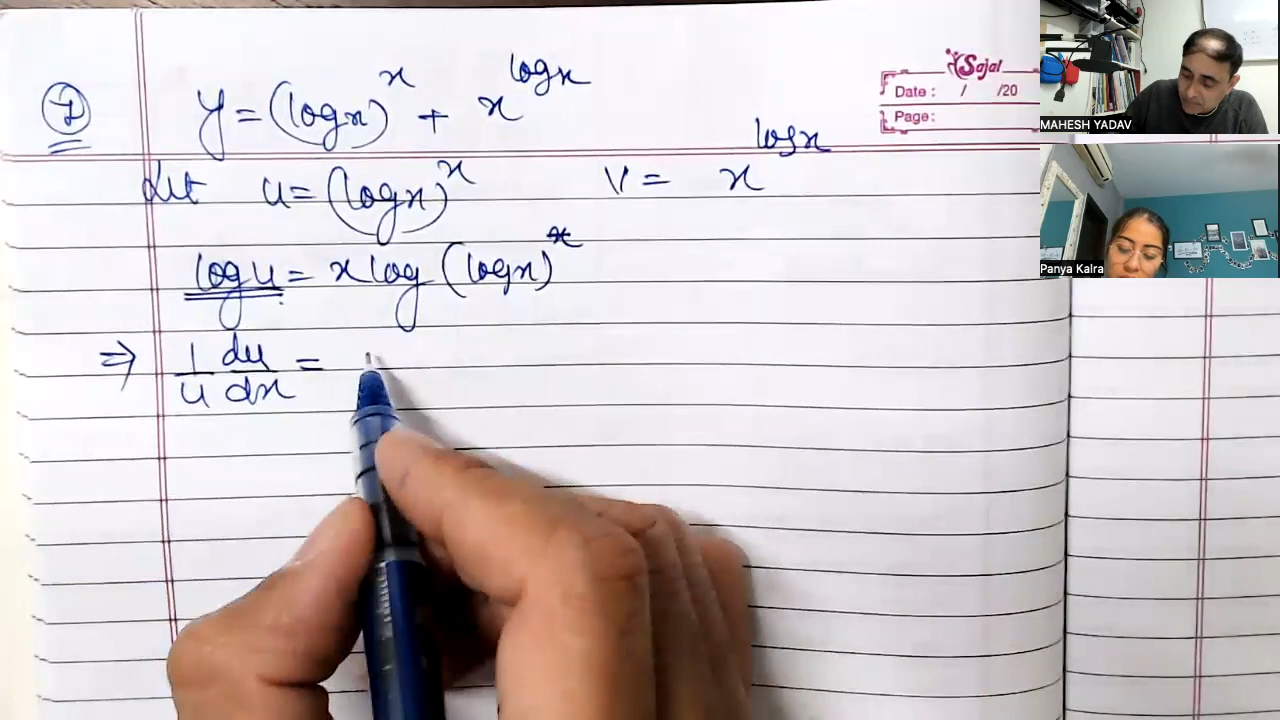 7 y = (log x)^x + x^log x
Sajal
Date : / /20
Page:
Let u = (log x)^x v = x^log x
log u = x log (log x)^x
⇒ 1/u du/dx =
MAHESH YADAV
Panya Kalra